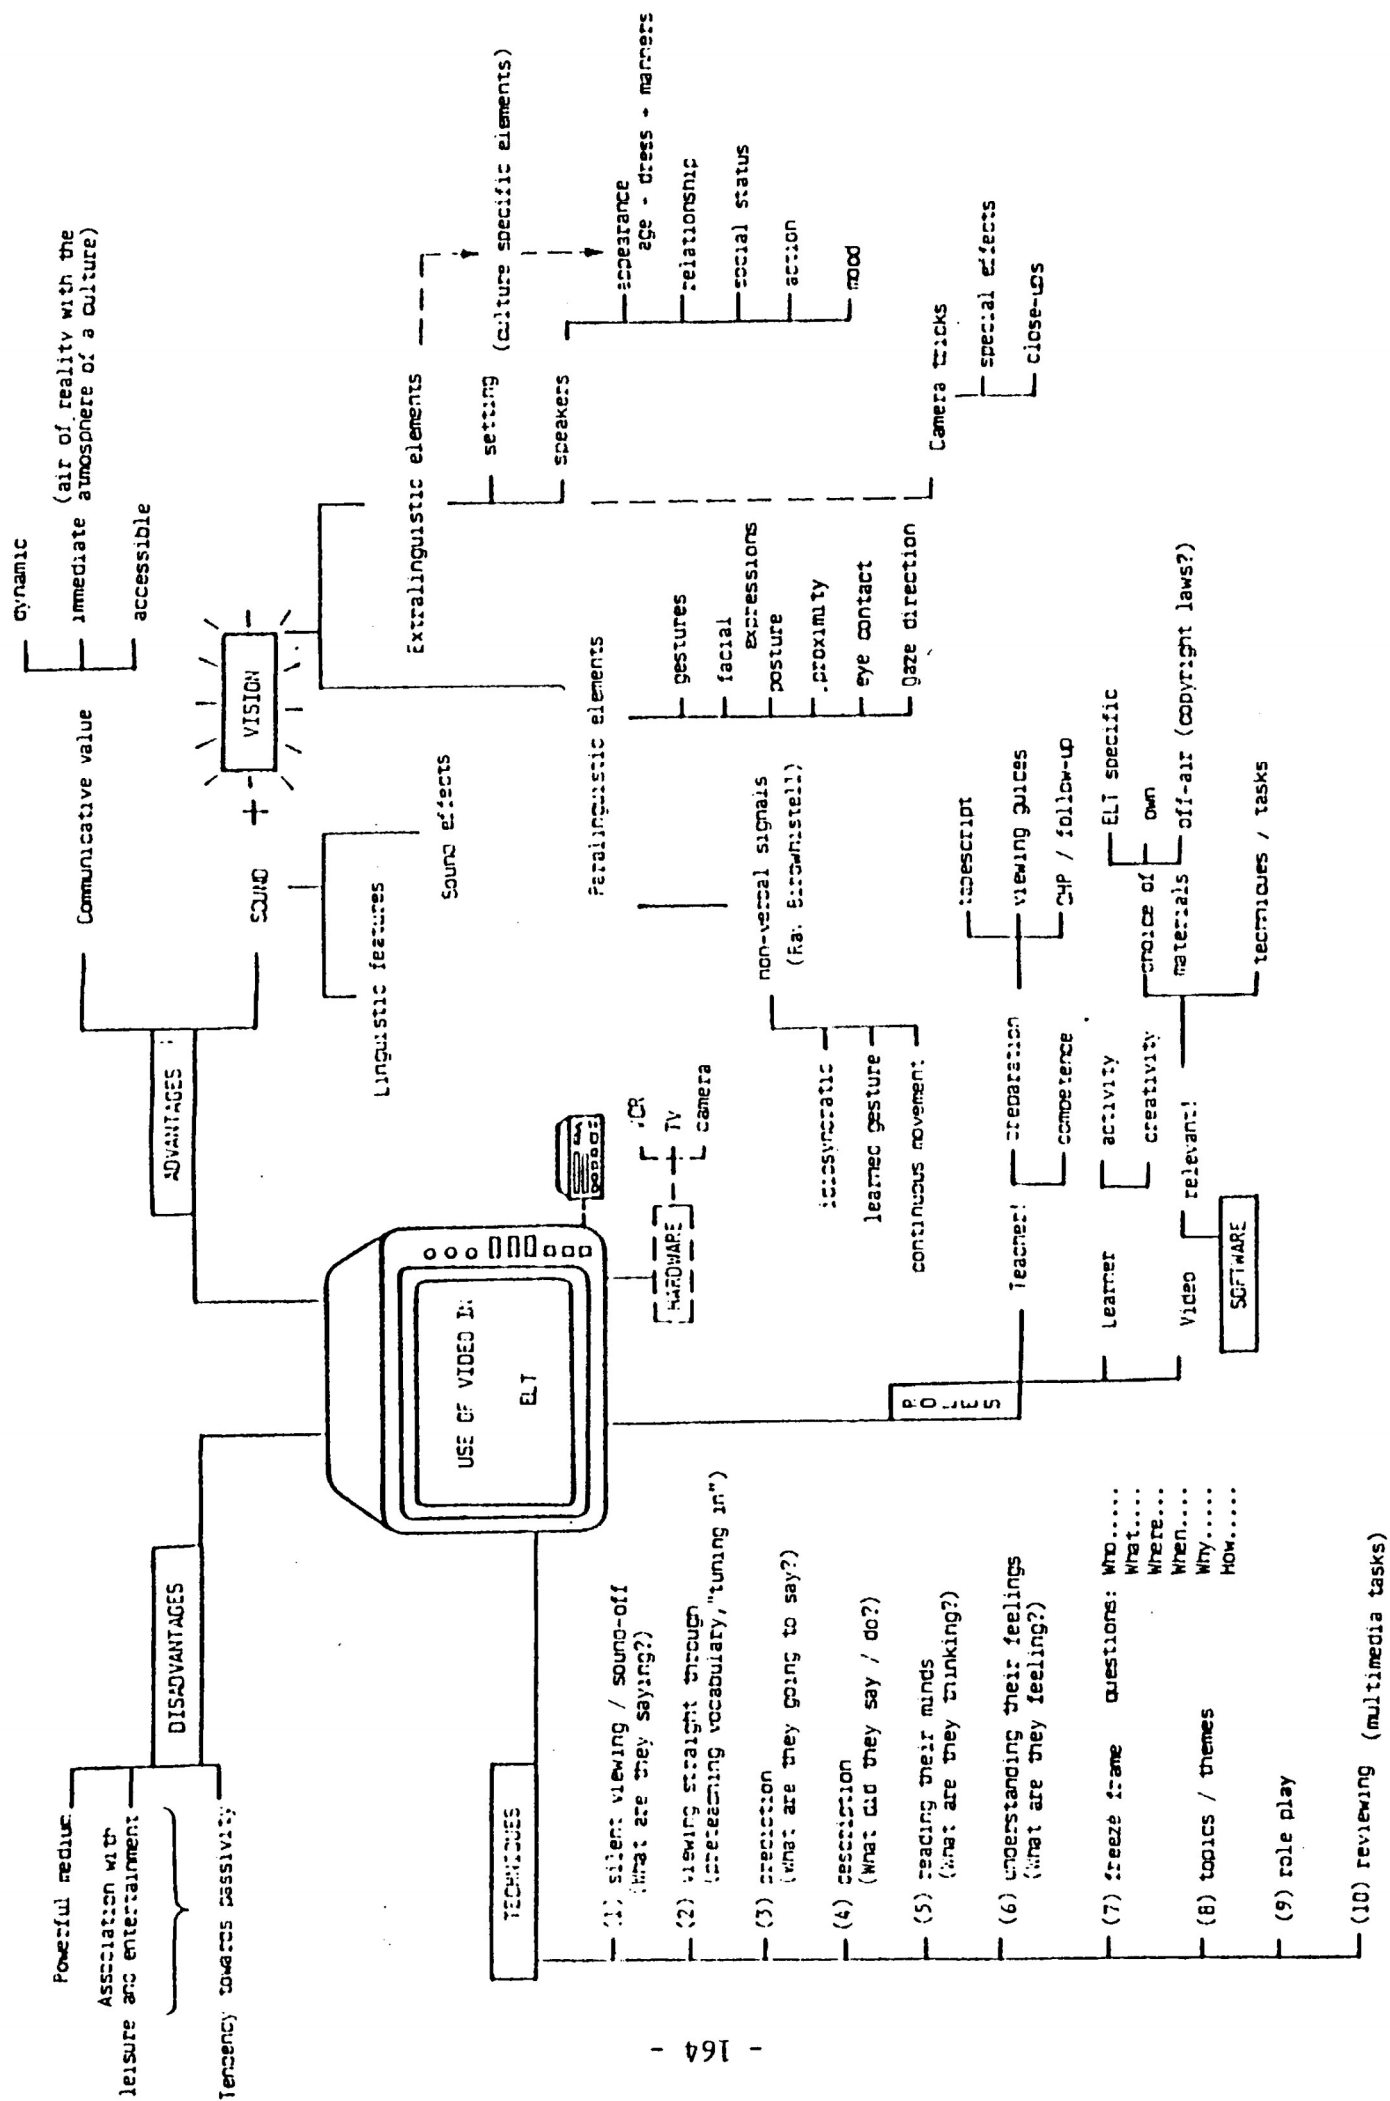 Powerful medium
Association with
leisure and entertainment
Tendency towards passivity
DISADVANTAGES
ADVANTAGES
Communicative value
dynamic
immediate (air of reality with the
atmosphere of a culture)
accessible
SOUND + VISION
Linguistic features
Sound effects
Extralinguistic elements
setting (culture specific elements)
speakers
appearance
age - dress - manners
relationship
social status
action
mood
Camera tricks
special effects
close-ups
Paralinguistic elements
gestures
facial
expressions
posture
proximity
eye contact
gaze direction
non-verbal signals
idiosyncratic
learned gesture
continuous movement
USE OF VIDEO IN
ELT
HARDWARE
VCR
TV
camera
ROLES
Teacher!
preparation
tapescript
viewing guides
OHP / follow-up
competence
Learner
activity
creativity
Video
relevant!
SOFTWARE
choice of
materials
ELT specific
own
off-air (copyright laws?)
techniques / tasks
TECHNIQUES
(1) silent viewing / sound-off
(What are they saying?)
(2) viewing straight through
(preteaching vocabulary, "tuning in")
(3) prediction
(What are they going to say?)
(4) description
(What did they say / do?)
(5) reading their minds
(What are they thinking?)
(6) understanding their feelings
(What are they feeling?)
(7) freeze frame questions: Who.....
What....
Where...
When....
Why.....
How.....
(8) topics / themes
(9) role play
(10) reviewing (multimedia tasks)
- 164 -